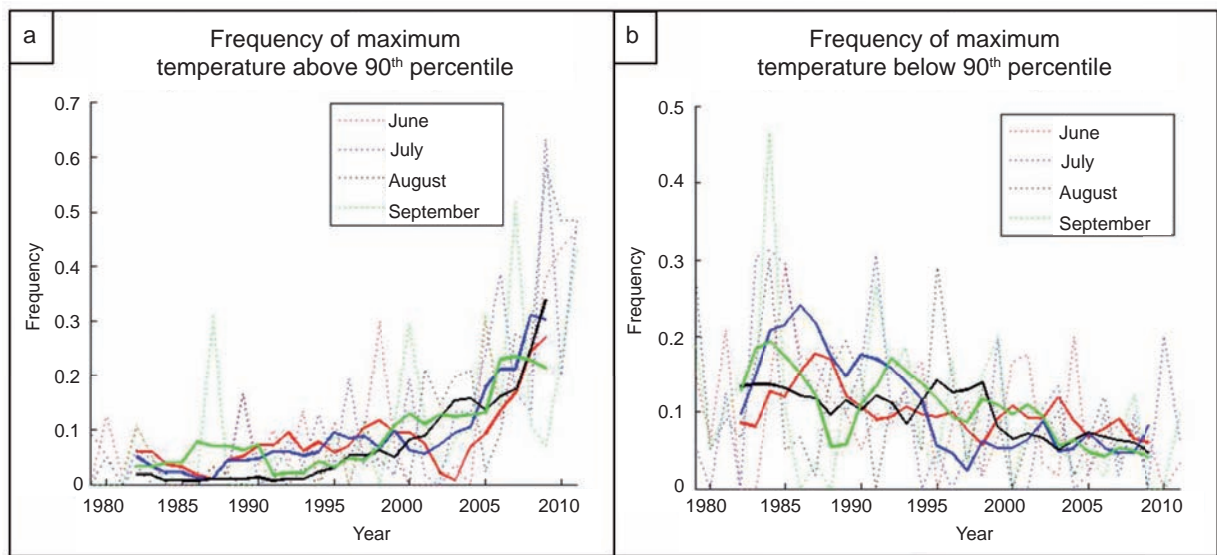 a
Frequency of maximum
temperature above 90th percentile
0.7
0.6
0.5
0.4
0.3
0.2
0.1
0
Frequency
June
July
August
September
1980 1985 1990 1995 2000 2005 2010
Year
b
Frequency of maximum
temperature below 90th percentile
0.5
0.4
0.3
0.2
0.1
0
Frequency
June
July
August
September
1980 1985 1990 1995 2000 2005 2010
Year